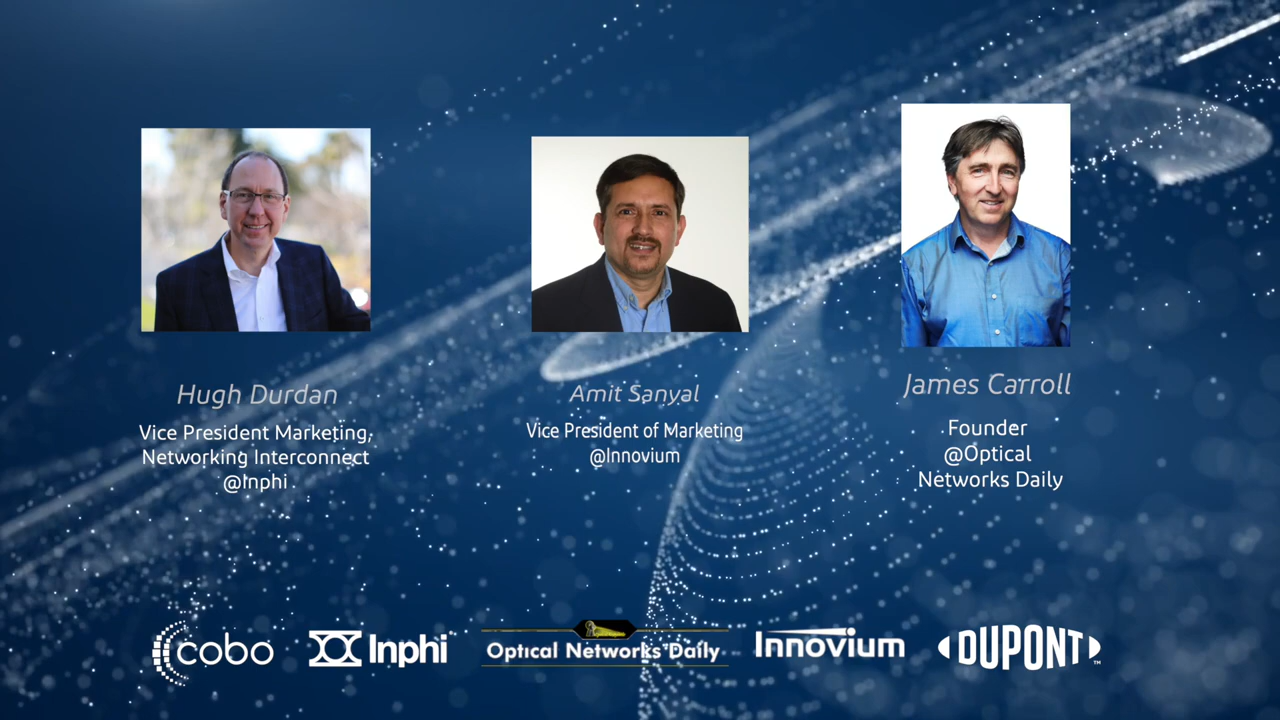 Hugh Durdan
Vice President Marketing,
Networking Interconnect
@Inphi
Amit Sanyal
Vice President of Marketing
@Innovium
James Carroll
Founder
@Optical
Networks Daily
cobo
Inphi
Optical Networks Daily
Innovium
DUPONT
TM